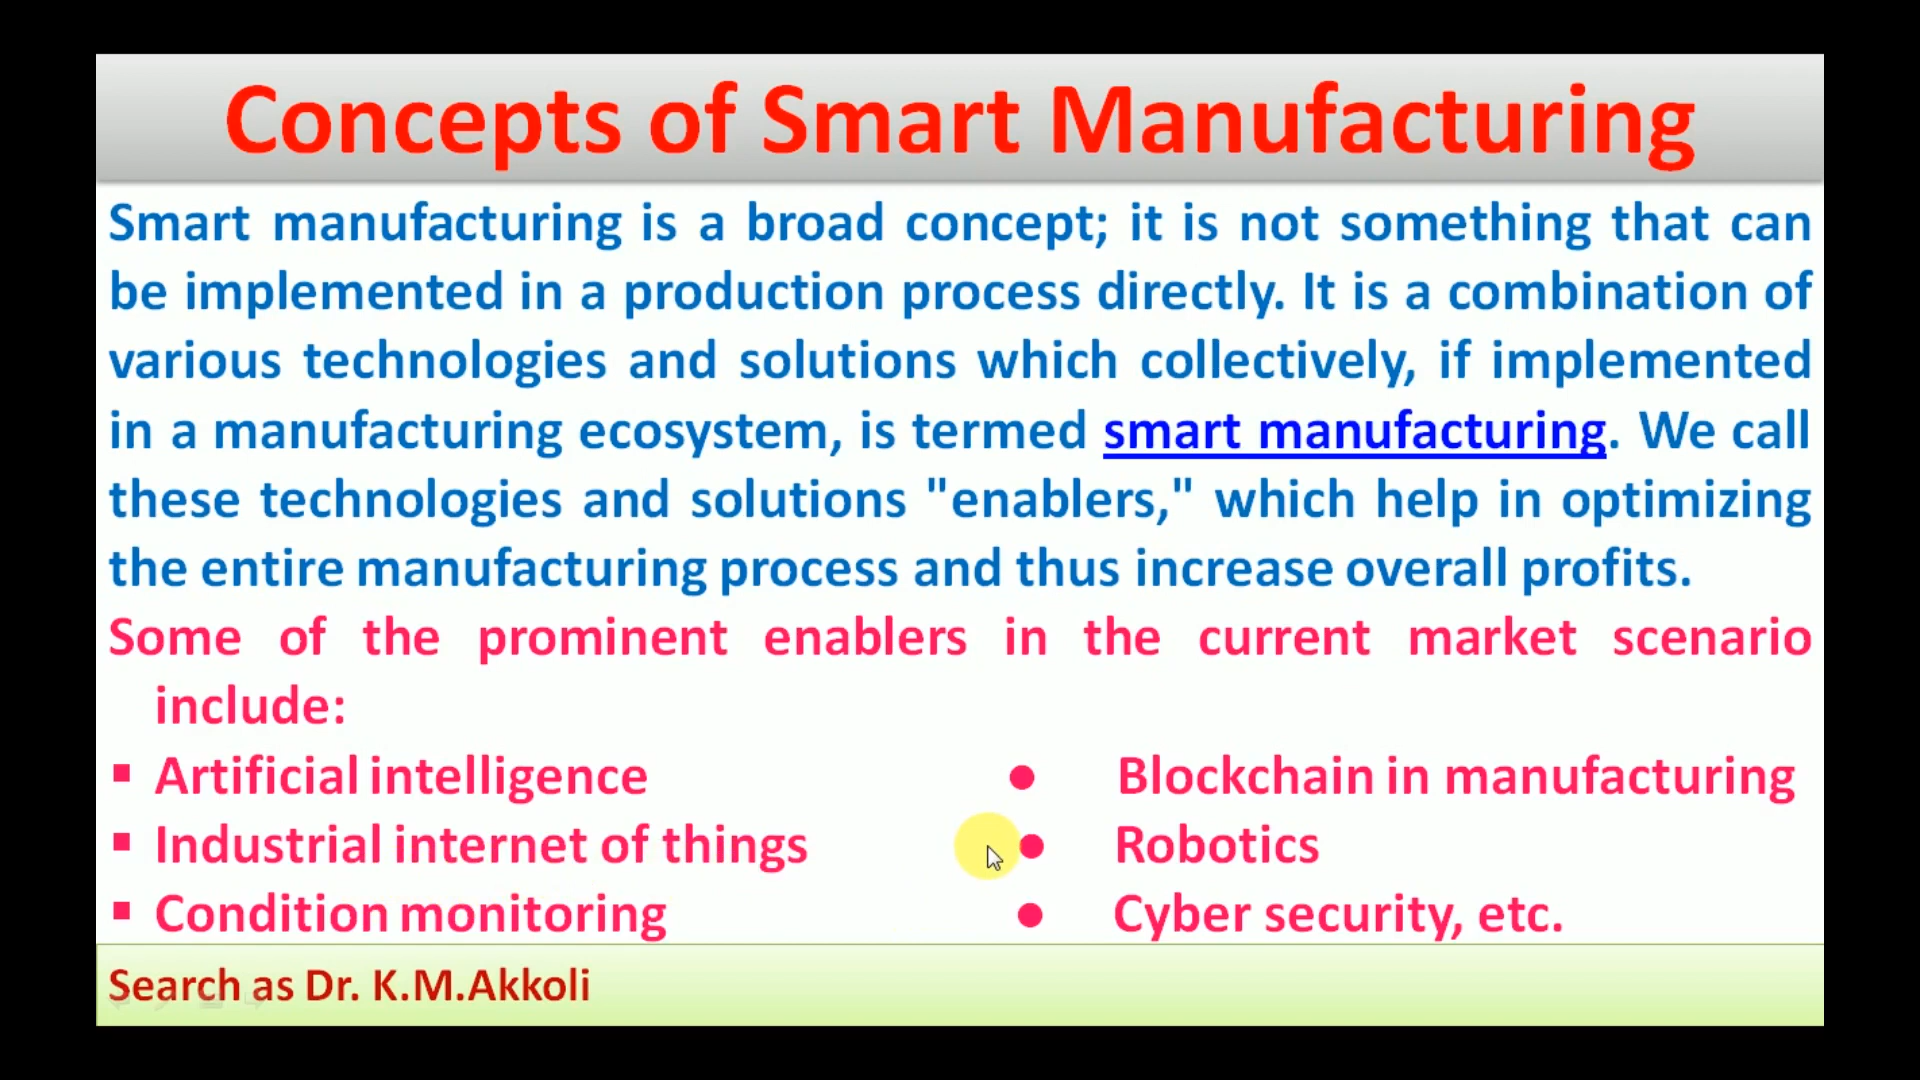 Concepts of Smart Manufacturing
Smart manufacturing is a broad concept; it is not something that can
be implemented in a production process directly. It is a combination of
various technologies and solutions which collectively, if implemented
in a manufacturing ecosystem, is termed smart manufacturing. We call
these technologies and solutions "enablers," which help in optimizing
the entire manufacturing process and thus increase overall profits.
Some of the prominent enablers in the current market scenario
include:
▪ Artificial intelligence ● Blockchain in manufacturing
▪ Industrial internet of things ● Robotics
▪ Condition monitoring ● Cyber security, etc.
Search as Dr. K.M.Akkoli